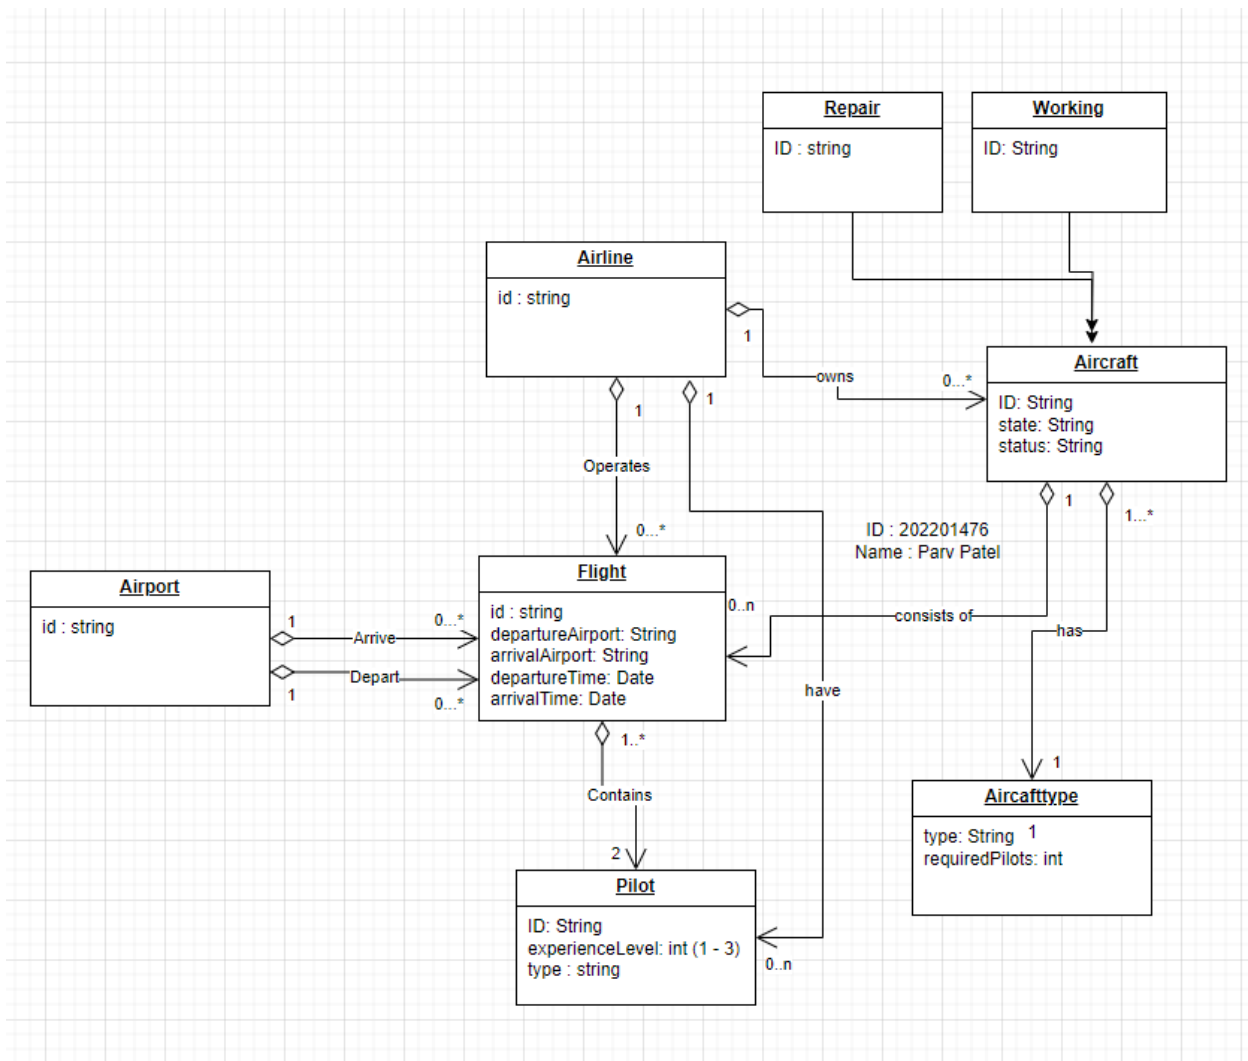 Repair
ID : string
Working
ID: String
Airline
id : string
1
owns
0...*
Aircraft
ID: String
state: String
status: String
1
1
Operates
0...*
1
1...*
ID : 202201476
Name : Parv Patel
Airport
id : string
1
Arrive
0...*
Depart
1
0...*
Flight
id : string
departureAirport: String
arrivalAirport: String
departureTime: Date
arrivalTime: Date
0..n
consists of
has
have
1..*
Contains
2
1
Aircafttype
type: String 1
requiredPilots: int
Pilot
ID: String
experienceLevel: int (1 - 3)
type : string
0..n